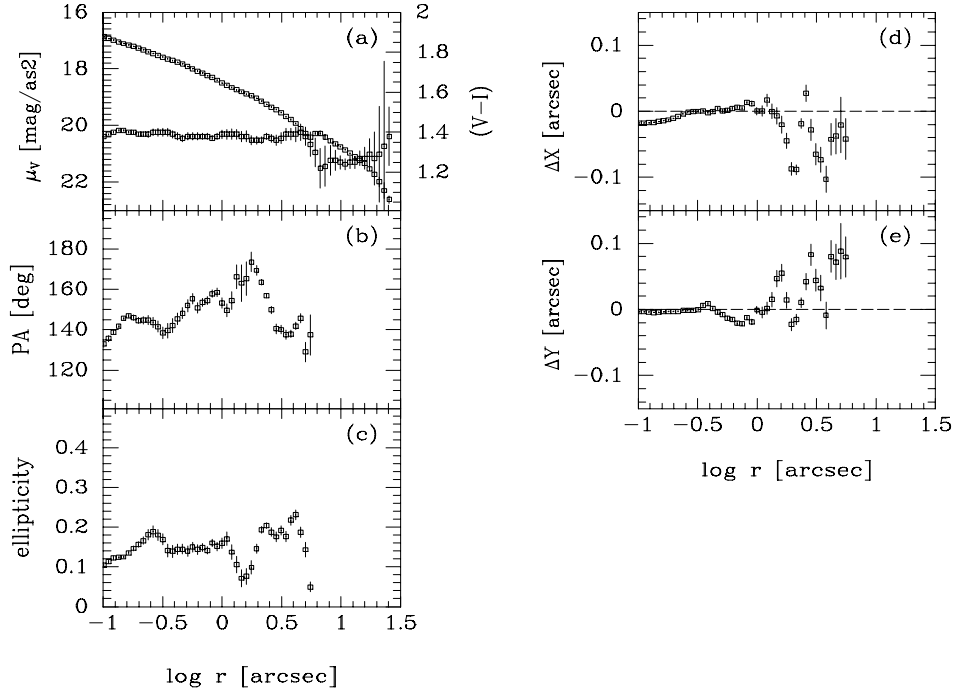 16
18
20
22
μV [mag/as2]
(a)
2
1.8
1.6
1.4
1.2
(V−I)
180
160
140
120
PA [deg]
(b)
0.4
0.3
0.2
0.1
0
ellipticity
(c)
−1 −0.5 0 0.5 1 1.5
log r [arcsec]
0.1
0
−0.1
ΔX [arcsec]
(d)
0.1
0
−0.1
ΔY [arcsec]
(e)
−1 −0.5 0 0.5 1 1.5
log r [arcsec]